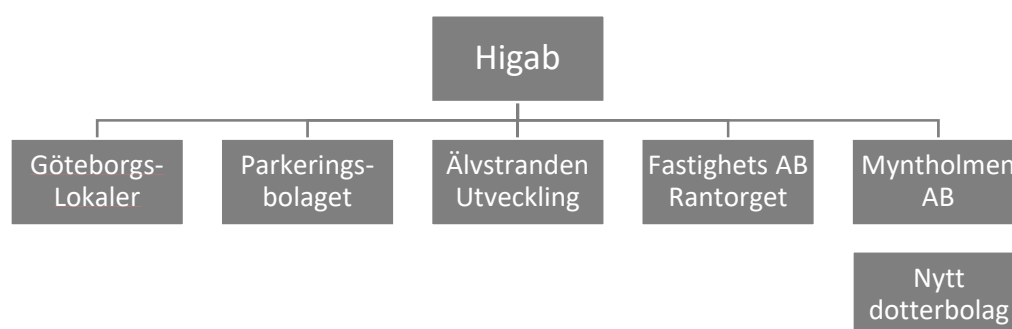 Higab
Göteborgs-
Lokaler
Parkerings-
bolaget
Älvstranden
Utveckling
Fastighets AB
Rantorget
Myntholmen
AB
Nytt
dotterbolag